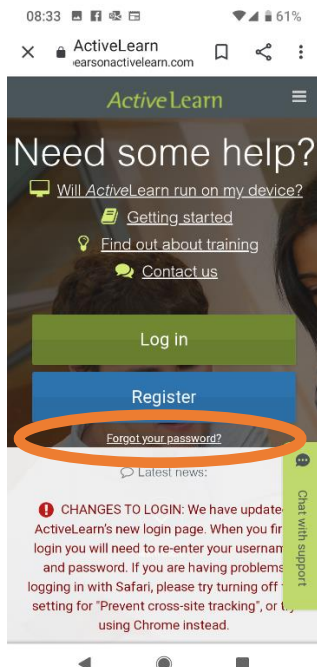 08:33 61%
ActiveLearn
earsonactivelearn.com
ActiveLearn
Need some help?
Will ActiveLearn run on my device?
Getting started
Find out about training
Contact us
Log in
Register
Forgot your password?
Latest news:
Chat with support
CHANGES TO LOGIN: We have update
ActiveLearn's new login page. When you fir
login you will need to re-enter your usernam
and password. If you are having problems
logging in with Safari, please try turning off
setting for "Prevent cross-site tracking", or
using Chrome instead.